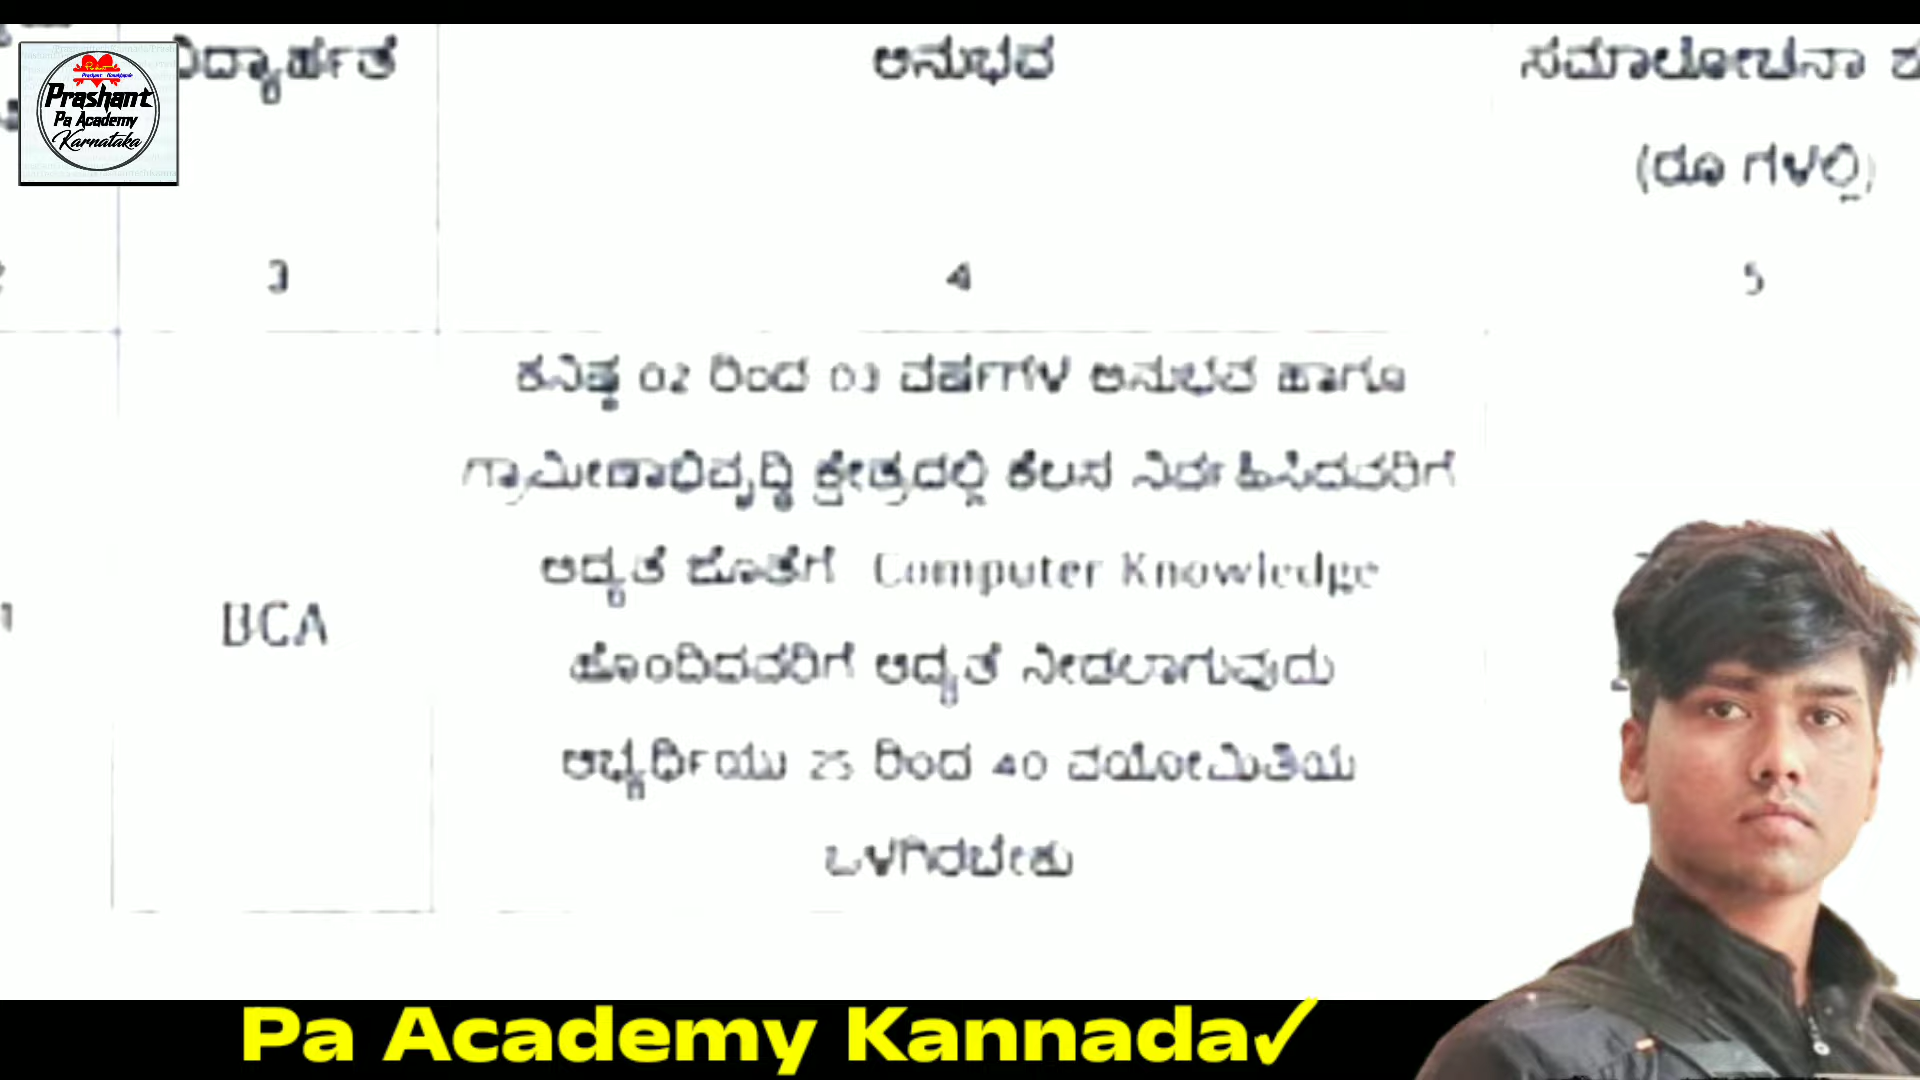 ವಿದ್ಯಾರ್ಹತೆ
ಅನುಭವ
ಸಮಾಲೋಚನಾ
(ರೂ ಗಳಲ್ಲಿ)
3
4
5
ಕನಿಷ್ಠ 02 ರಿಂದ 03 ವರ್ಷಗಳ ಅನುಭವ ಹಾಗೂ
ಗ್ರಾಮೀಣಾಭಿವೃದ್ಧಿ ಕ್ಷೇತ್ರದಲ್ಲಿ ಕೆಲಸ ನಿರ್ವಹಿಸಿದವರಿಗೆ
ಆದ್ಯತೆ ಜೊತೆಗೆ Computer Knowledge
1
BCA
ಹೊಂದಿದವರಿಗೆ ಆದ್ಯತೆ ನೀಡಲಾಗುವುದು
ಅಭ್ಯರ್ಥಿಯು 25 ರಿಂದ 40 ವಯೋಮಿತಿಯ
ಒಳಗಿರಬೇಕು
Prashant
Pa Academy
Karnataka
Pa Academy Kannada✓